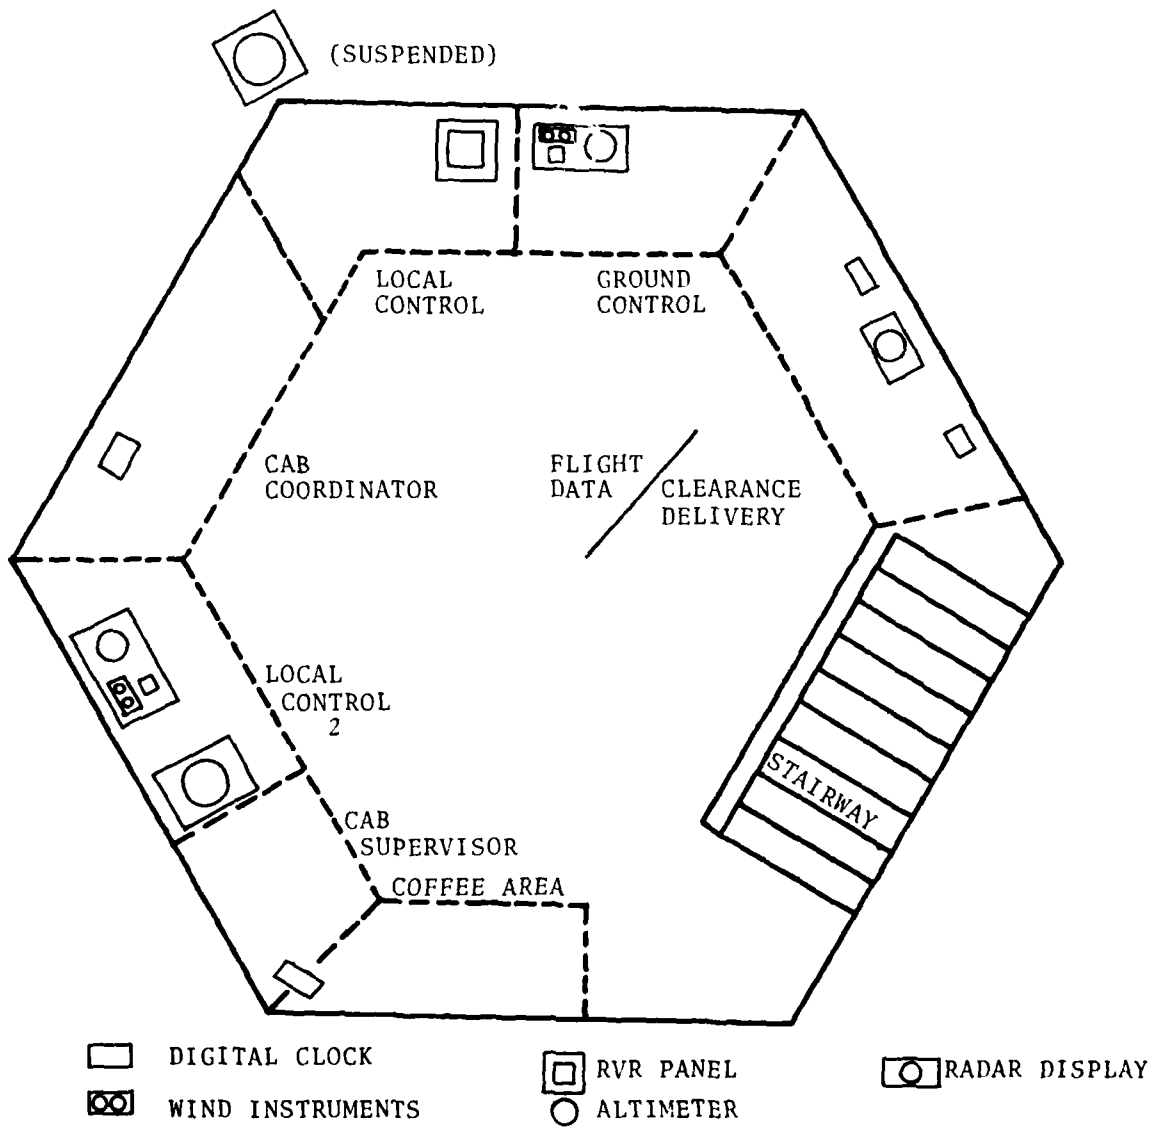 (SUSPENDED)
LOCAL
CONTROL
GROUND
CONTROL
CAB
COORDINATOR
FLIGHT
DATA
CLEARANCE
DELIVERY
LOCAL
CONTROL
2
STAIRWAY
CAB
SUPERVISOR
COFFEE AREA
DIGITAL CLOCK
WIND INSTRUMENTS
RVR PANEL
ALTIMETER
RADAR DISPLAY